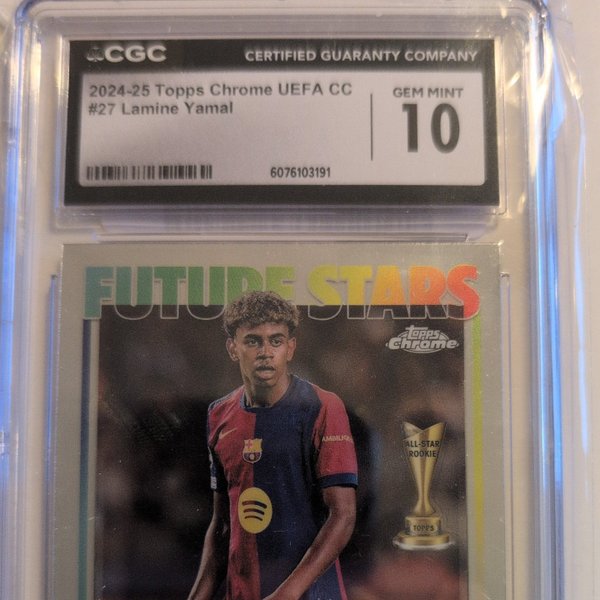 CGC
CERTIFIED GUARANTY COMPANY
2024-25 Topps Chrome UEFA CC
#27 Lamine Yamal
GEM MINT
10
6076103191
FUTURE STARS
Topps
Chrome
ALL-STAR
ROOKIE
TOPPS